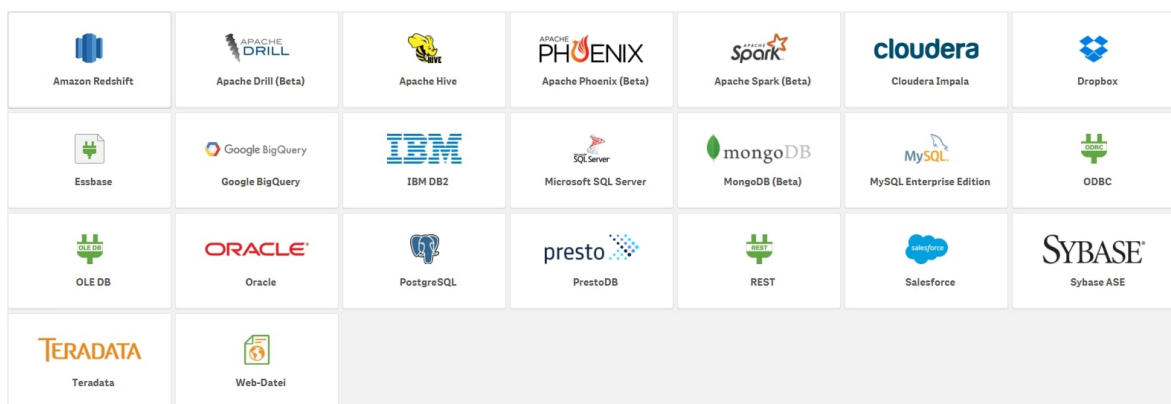 Amazon Redshift
APACHE
DRILL
Apache Drill (Beta)
HIVE
Apache Hive
APACHE
PHOENIX
Apache Phoenix (Beta)
APACHE
Spark
Apache Spark (Beta)
cloudera
Cloudera Impala
Dropbox
Essbase
Google BigQuery
Google BigQuery
IBM
IBM DB2
SQL Server
Microsoft SQL Server
mongoDB
MongoDB (Beta)
MySQL
MySQL Enterprise Edition
ODBC
ODBC
OLE DB
OLE DB
ORACLE
Oracle
PostgreSQL
presto
PrestoDB
REST
REST
salesforce
Salesforce
SYBASE
Sybase ASE
TERADATA
Teradata
Web-Datei